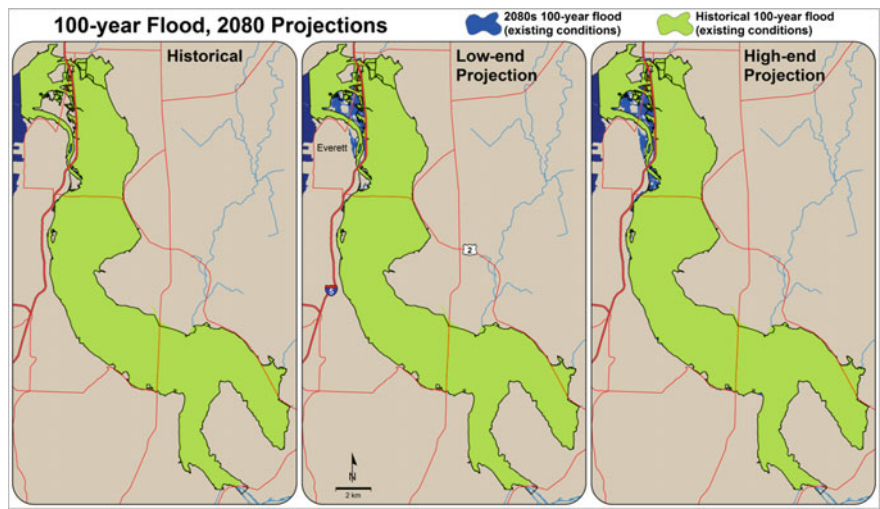 100-year Flood, 2080 Projections
2080s 100-year flood
(existing conditions)
Historical 100-year flood
(existing conditions)
Historical
Low-end
Projection
High-end
Projection
Everett
2
5
N
2 km